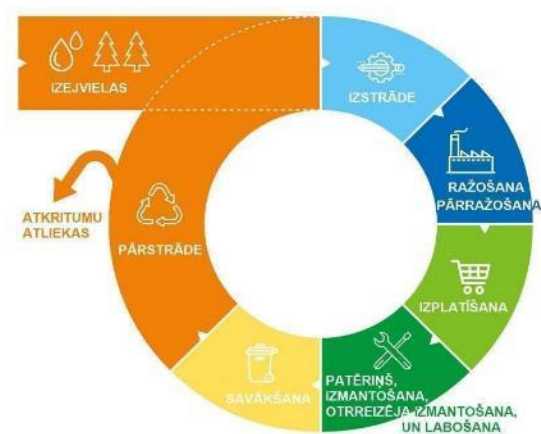 IZEJVIELAS
IZSTRĀDE
RAŽOŠANA
PĀRRAŽOŠANA
IZPLATĪŠANA
PATĒRIŅŠ,
IZMANTOŠANA,
OTRREIZĒJA IZMANTOŠANA,
UN LABOŠANA
SAVĀKŠANA
PĀRSTRĀDE
ATKRITUMU
ATLIEKAS